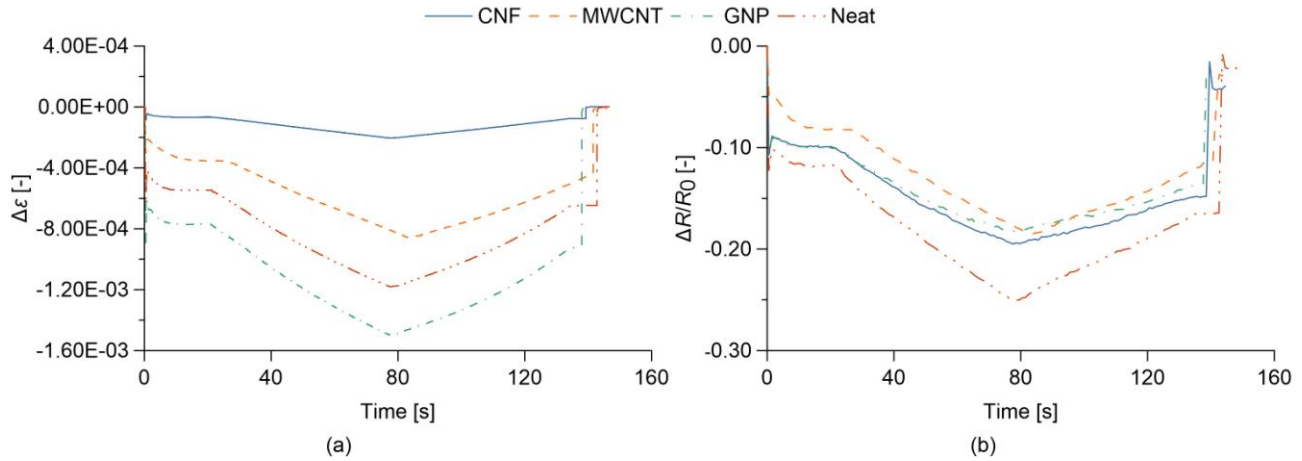 CNF MWCNT GNP Neat
4.00E-04
0.00E+00
-4.00E-04
-8.00E-04
-1.20E-03
-1.60E-03
Δε [-]
0 40 80 120 160
Time [s]
(a)
0.00
-0.10
-0.20
-0.30
ΔR/R0 [-]
0 40 80 120 160
Time [s]
(b)